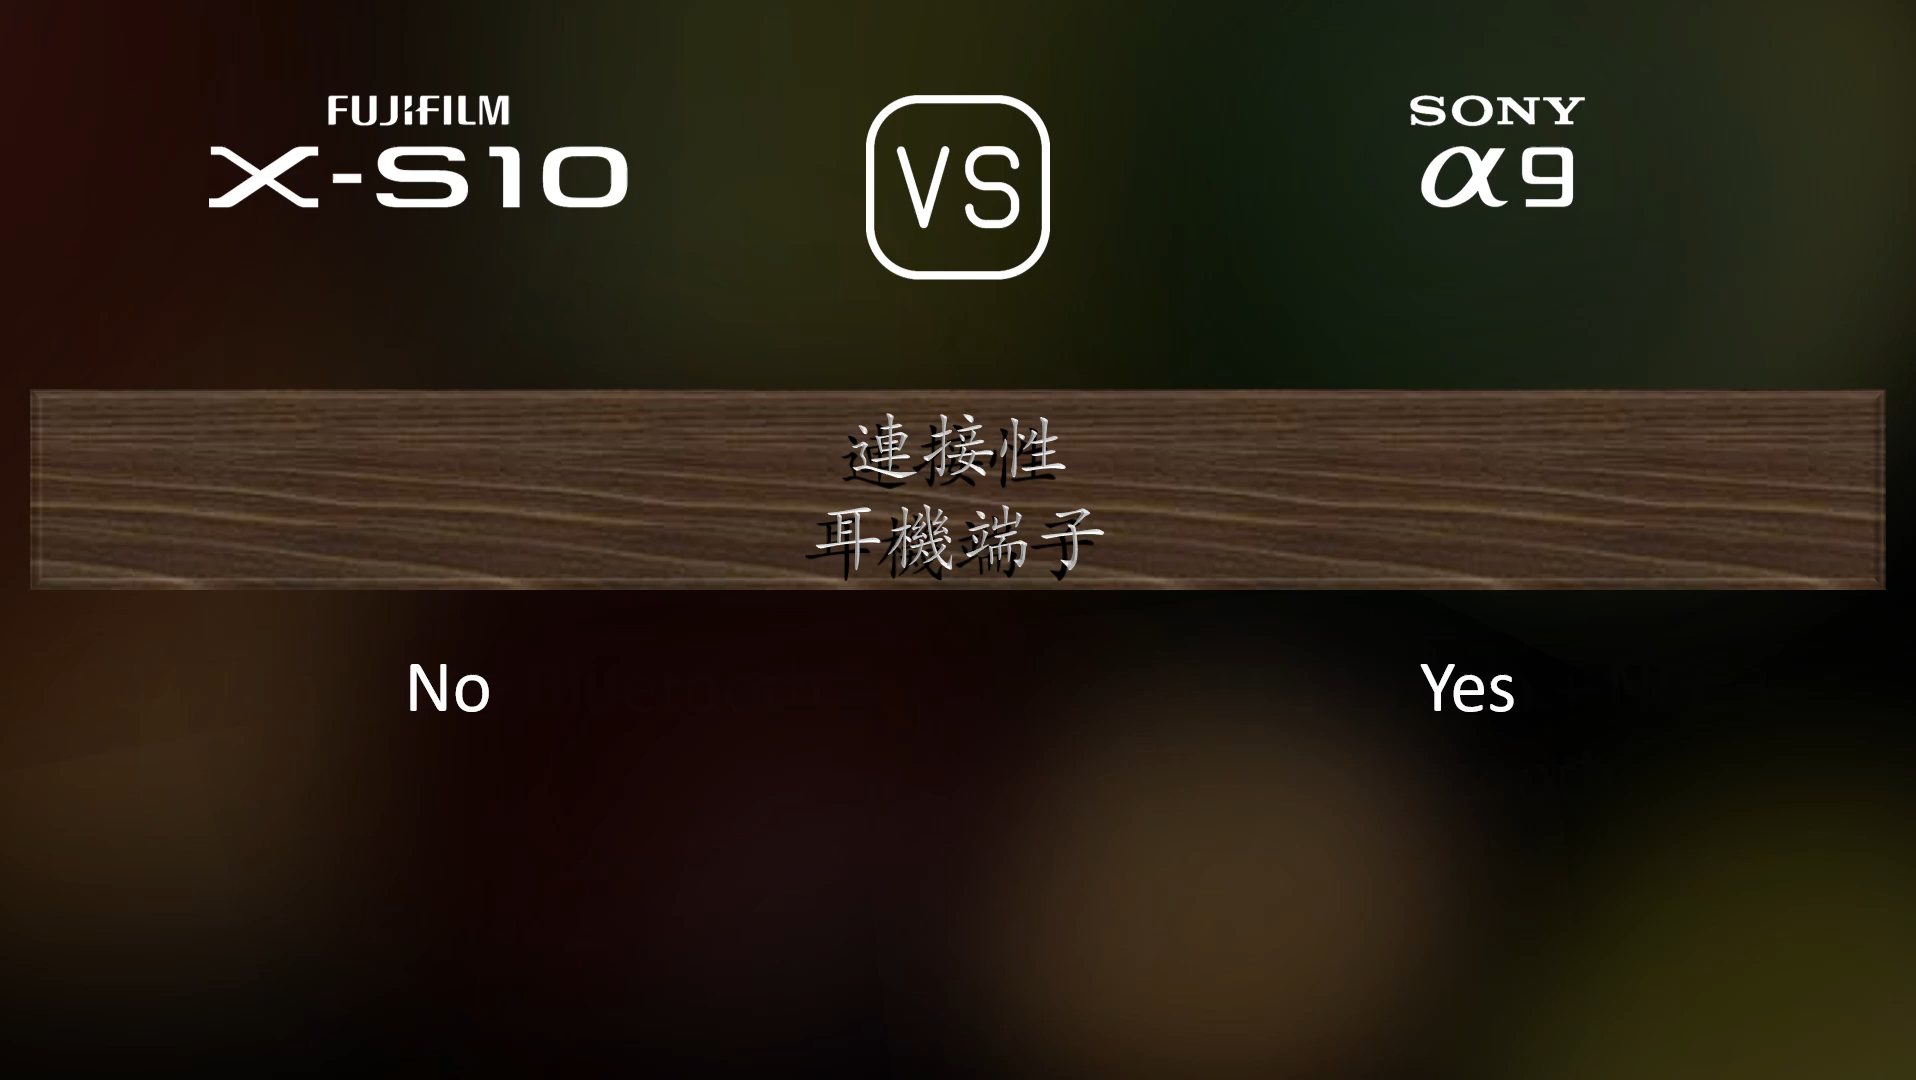 FUJIFILM
X-S10
VS
SONY
α9
連接性
耳機端子
No
Yes